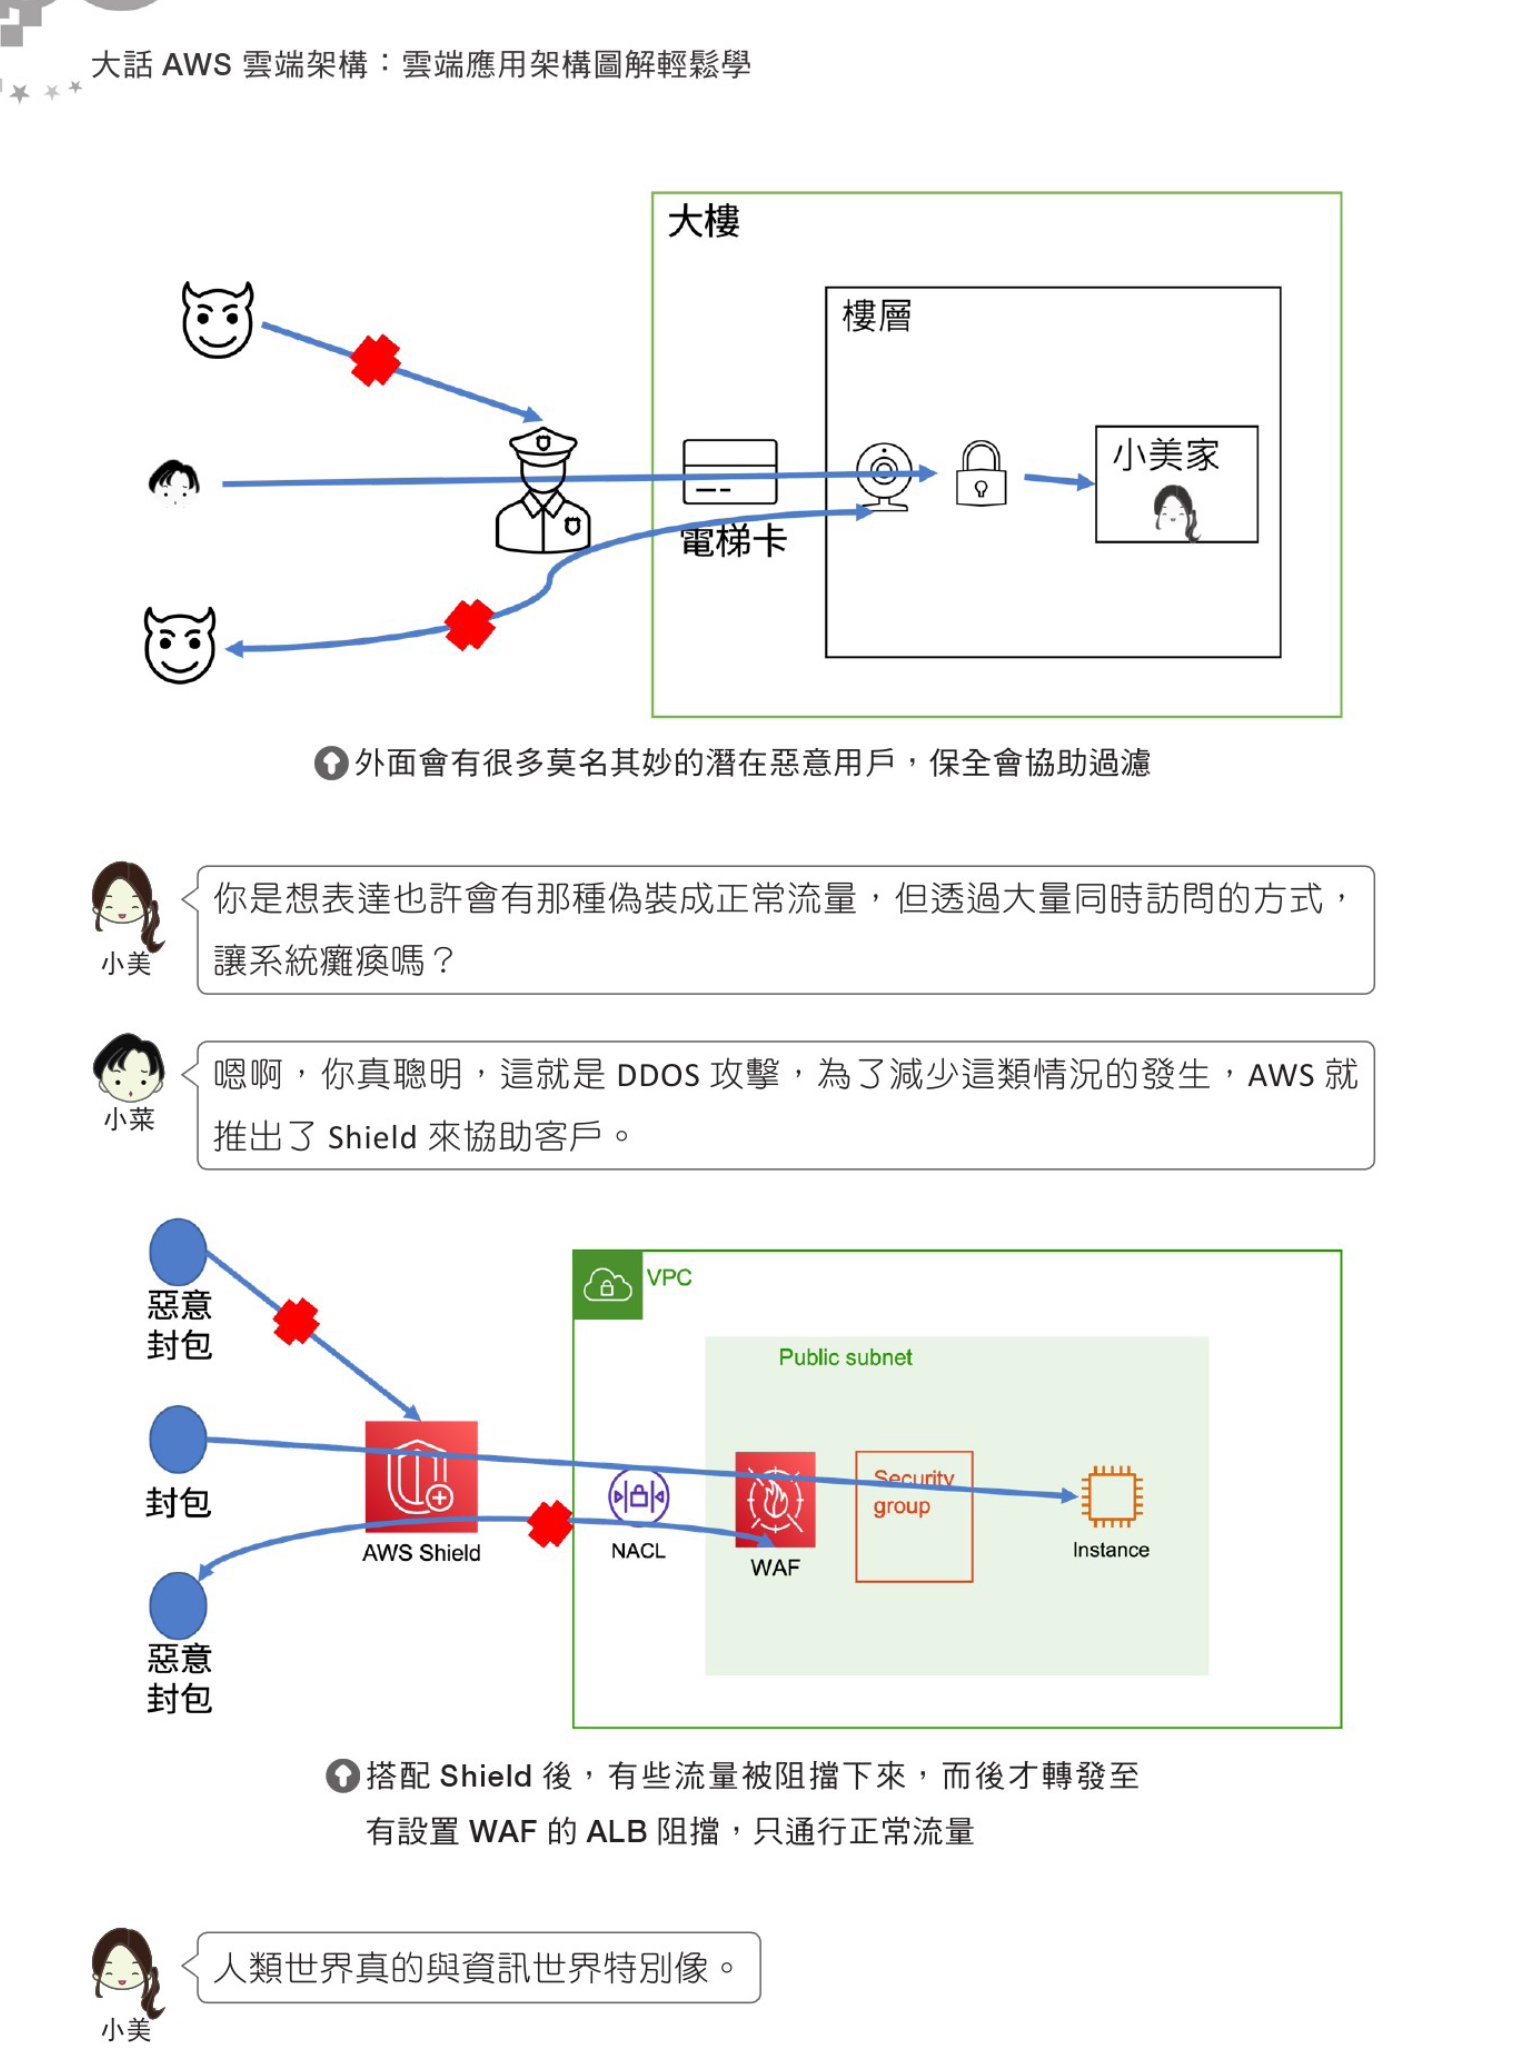 大話 AWS 雲端架構：雲端應用架構圖解輕鬆學
大樓
樓層
小美家
電梯卡
外面會有很多莫名其妙的潛在惡意用戶，保全會協助過濾
你是想表達也許會有那種偽裝成正常流量，但透過大量同時訪問的方式，
讓系統癱瘓嗎？
小美
嗯啊，你真聰明，這就是 DDOS 攻擊，為了減少這類情況的發生，AWS 就
推出了 Shield 來協助客戶。
小菜
惡意
封包
封包
惡意
封包
AWS Shield
VPC
Public subnet
NACL
WAF
Security
group
Instance
搭配 Shield 後，有些流量被阻擋下來，而後才轉發至
有設置 WAF 的 ALB 阻擋，只通行正常流量
人類世界真的與資訊世界特別像。
小美